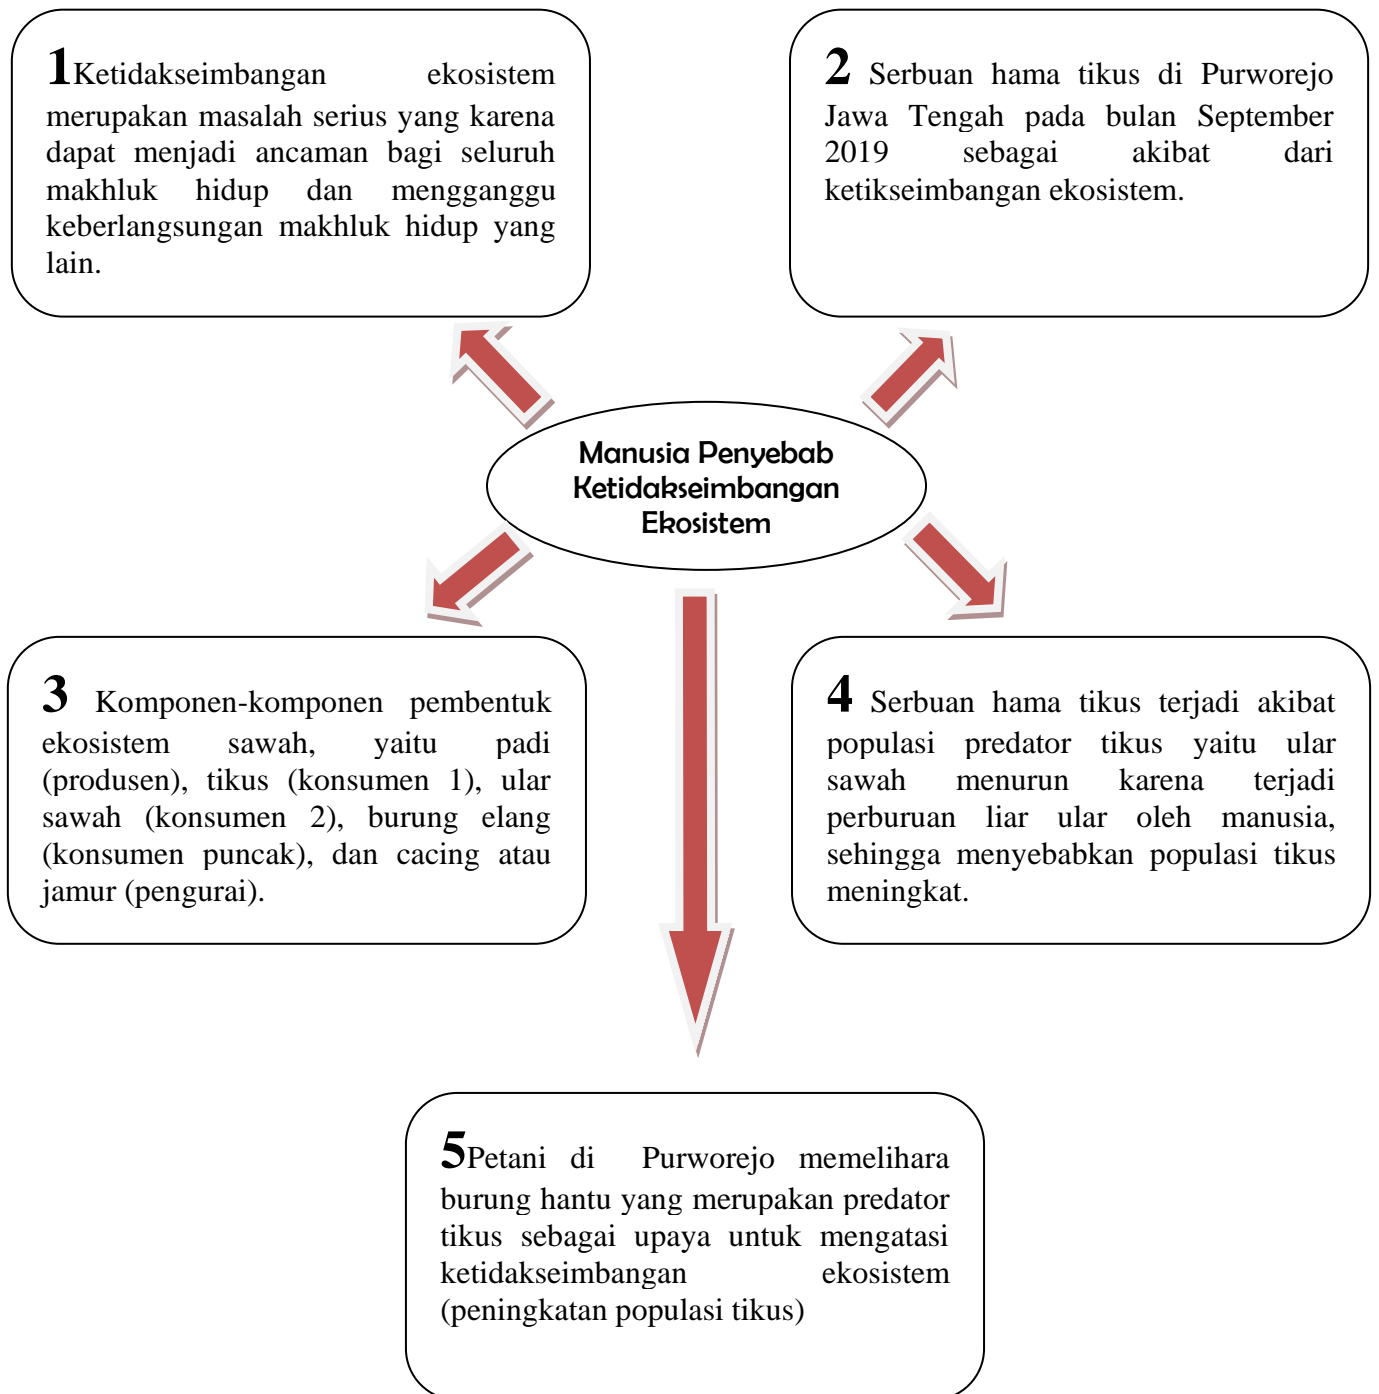 1Ketidakseimbangan ekosistem
merupakan masalah serius yang karena
dapat menjadi ancaman bagi seluruh
makhluk hidup dan mengganggu
keberlangsungan makhluk hidup yang
lain.
2 Serbuan hama tikus di Purworejo
Jawa Tengah pada bulan September
2019 sebagai akibat dari
ketikseimbangan ekosistem.
Manusia Penyebab
Ketidakseimbangan
Ekosistem
3 Komponen-komponen pembentuk
ekosistem sawah, yaitu padi
(produsen), tikus (konsumen 1), ular
sawah (konsumen 2), burung elang
(konsumen puncak), dan cacing atau
jamur (pengurai).
4 Serbuan hama tikus terjadi akibat
populasi predator tikus yaitu ular
sawah menurun karena terjadi
perburuan liar ular oleh manusia,
sehingga menyebabkan populasi tikus
meningkat.
5Petani di Purworejo memelihara
burung hantu yang merupakan predator
tikus sebagai upaya untuk mengatasi
ketidakseimbangan ekosistem
(peningkatan populasi tikus)